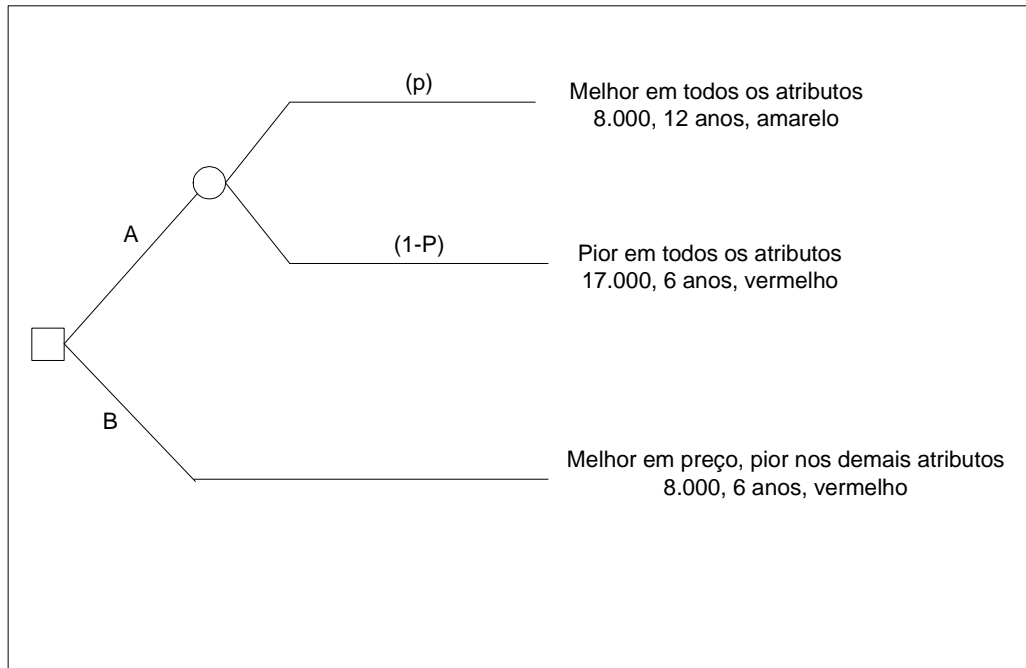 (p)
Melhor em todos os atributos
8.000, 12 anos, amarelo
A
(1-P)
Pior em todos os atributos
17.000, 6 anos, vermelho
B
Melhor em preço, pior nos demais atributos
8.000, 6 anos, vermelho